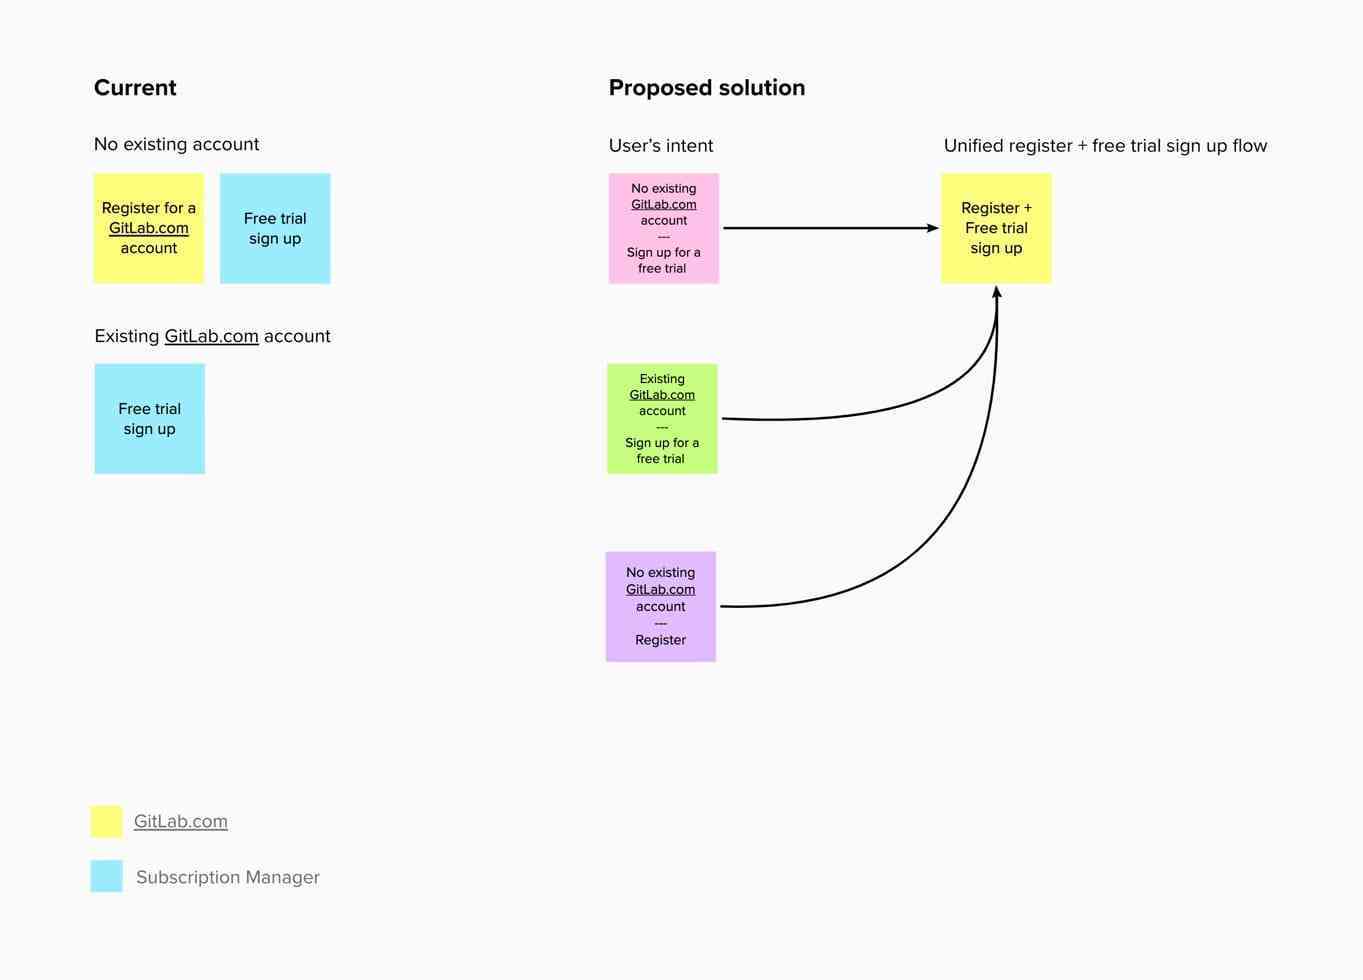 Current
No existing account
Register for a
GitLab.com
account
Free trial
sign up
Existing GitLab.com account
Free trial
sign up
Proposed solution
User’s intent
Unified register + free trial sign up flow
No existing
GitLab.com
account
---
Sign up for a
free trial
Register +
Free trial
sign up
Existing
GitLab.com
account
---
Sign up for a
free trial
No existing
GitLab.com
account
---
Register
GitLab.com
Subscription Manager